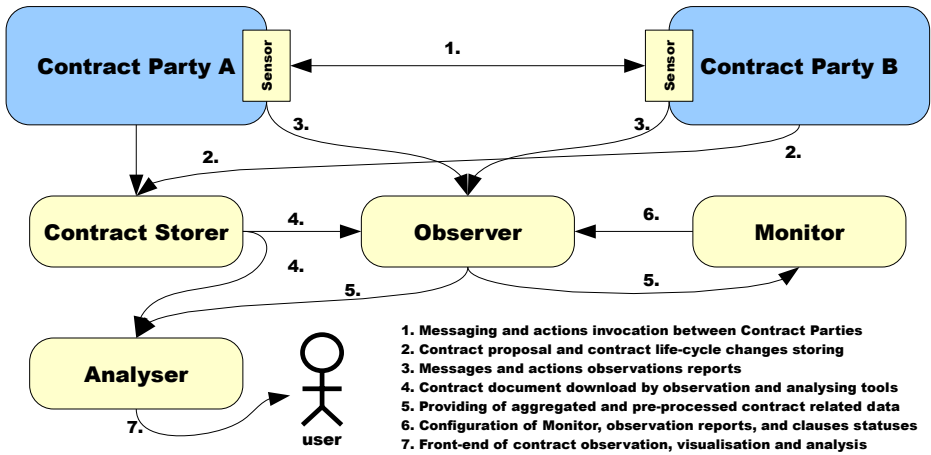 Contract Party A
Sensor
1.
Sensor
Contract Party B
3.
3.
2.
2.
Contract Storer
4.
Observer
6.
Monitor
4.
5.
5.
Analyser
7.
user
1. Messaging and actions invocation between Contract Parties
2. Contract proposal and contract life-cycle changes storing
3. Messages and actions observations reports
4. Contract document download by observation and analysing tools
5. Providing of aggregated and pre-processed contract related data
6. Configuration of Monitor, observation reports, and clauses statuses
7. Front-end of contract observation, visualisation and analysis